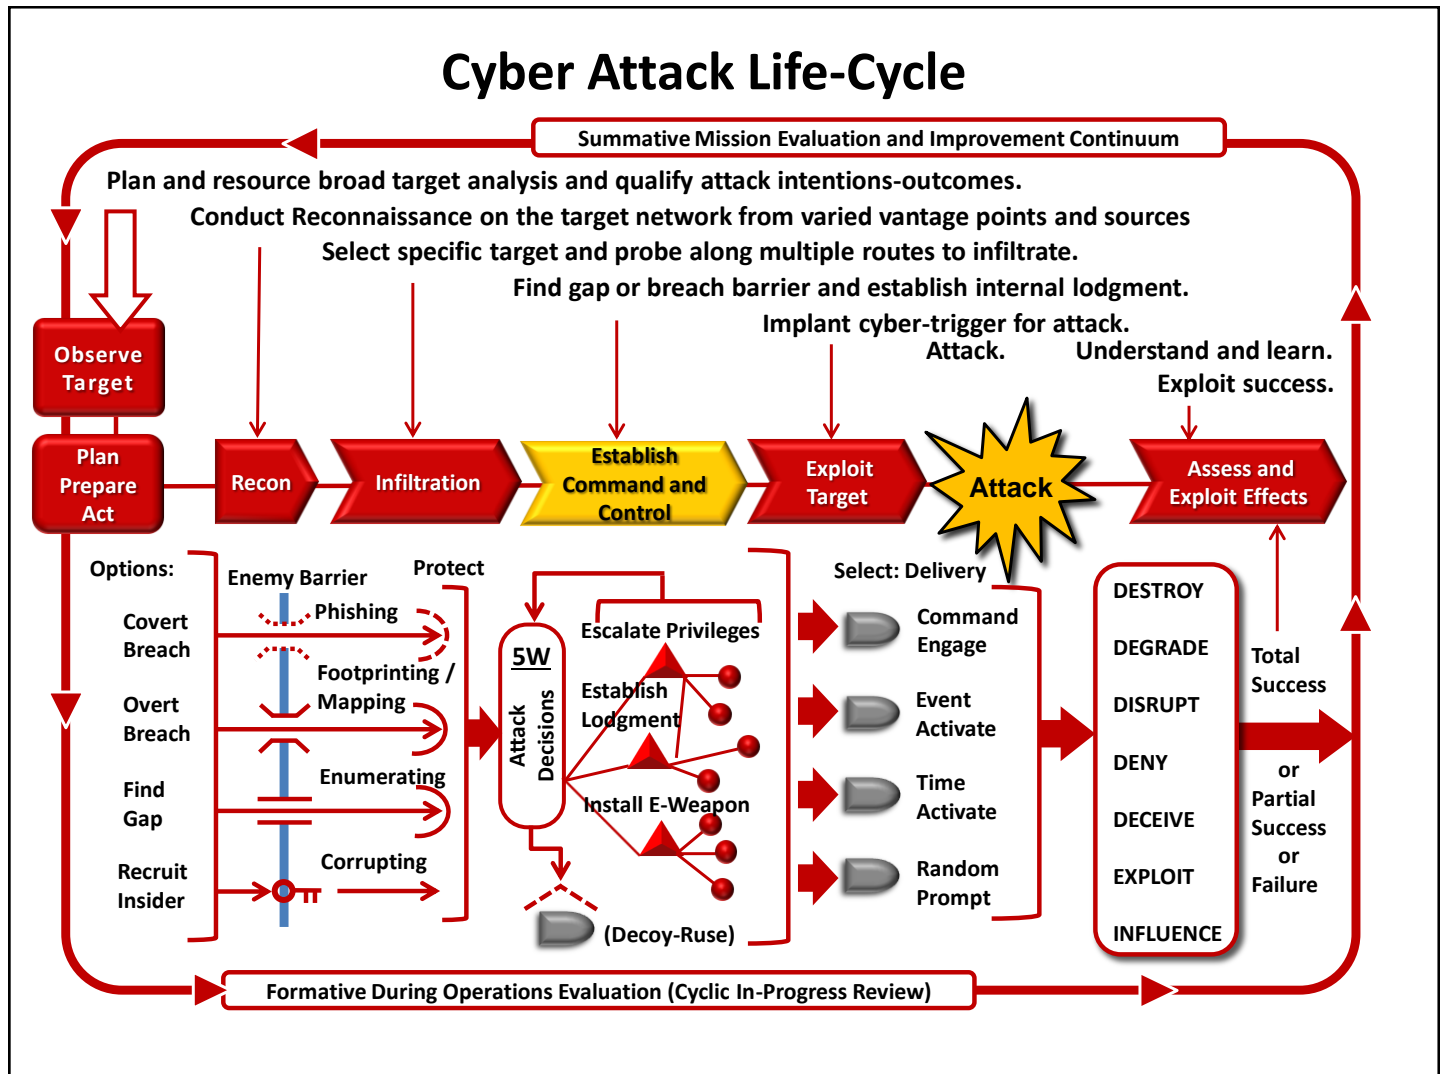 Cyber Attack Life-Cycle
Summative Mission Evaluation and Improvement Continuum
Plan and resource broad target analysis and qualify attack intentions-outcomes.
Conduct Reconnaissance on the target network from varied vantage points and sources
Select specific target and probe along multiple routes to infiltrate.
Find gap or breach barrier and establish internal lodgment.
Implant cyber-trigger for attack.
Attack.
Understand and learn.
Exploit success.
Observe
Target
Plan
Prepare
Act
Recon
Infiltration
Establish
Command and
Control
Exploit
Target
Attack
Assess and
Exploit Effects
Options:
Covert
Breach
Overt
Breach
Find
Gap
Recruit
Insider
Enemy Barrier
Protect
Phishing
Footprinting /
Mapping
Enumerating
Corrupting
5W
Attack
Decisions
Escalate Privileges
Establish
Lodgment
Install E-Weapon
(Decoy-Ruse)
Select: Delivery
Command
Engage
Event
Activate
Time
Activate
Random
Prompt
DESTROY
DEGRADE
DISRUPT
DENY
DECEIVE
EXPLOIT
INFLUENCE
Total
Success
or
Partial
Success
or
Failure
Formative During Operations Evaluation (Cyclic In-Progress Review)